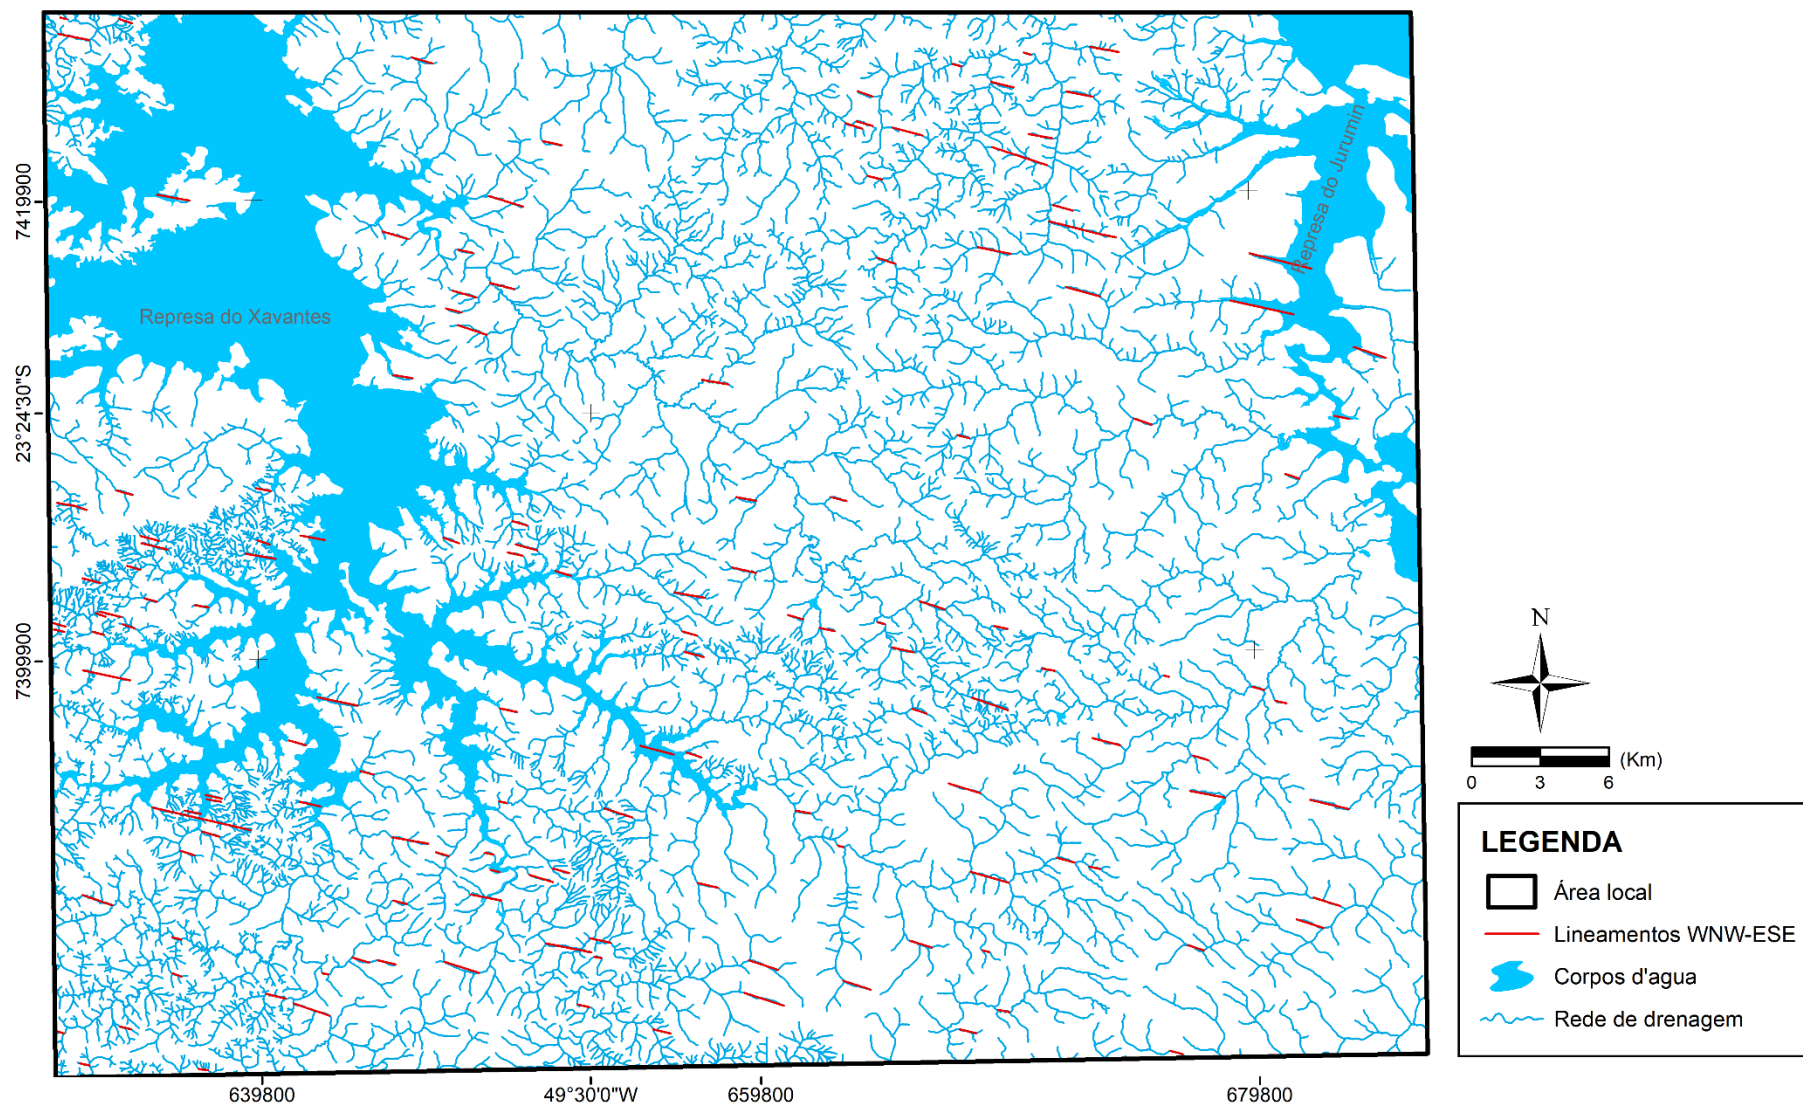 7419900
23°24'30"S
7399900
Represa do Xavantes
Represa do Jurumin
639800
49°30'0"W
659800
679800
N
(Km)
0 3 6
LEGENDA
Área local
Lineamentos WNW-ESE
Corpos d'agua
Rede de drenagem